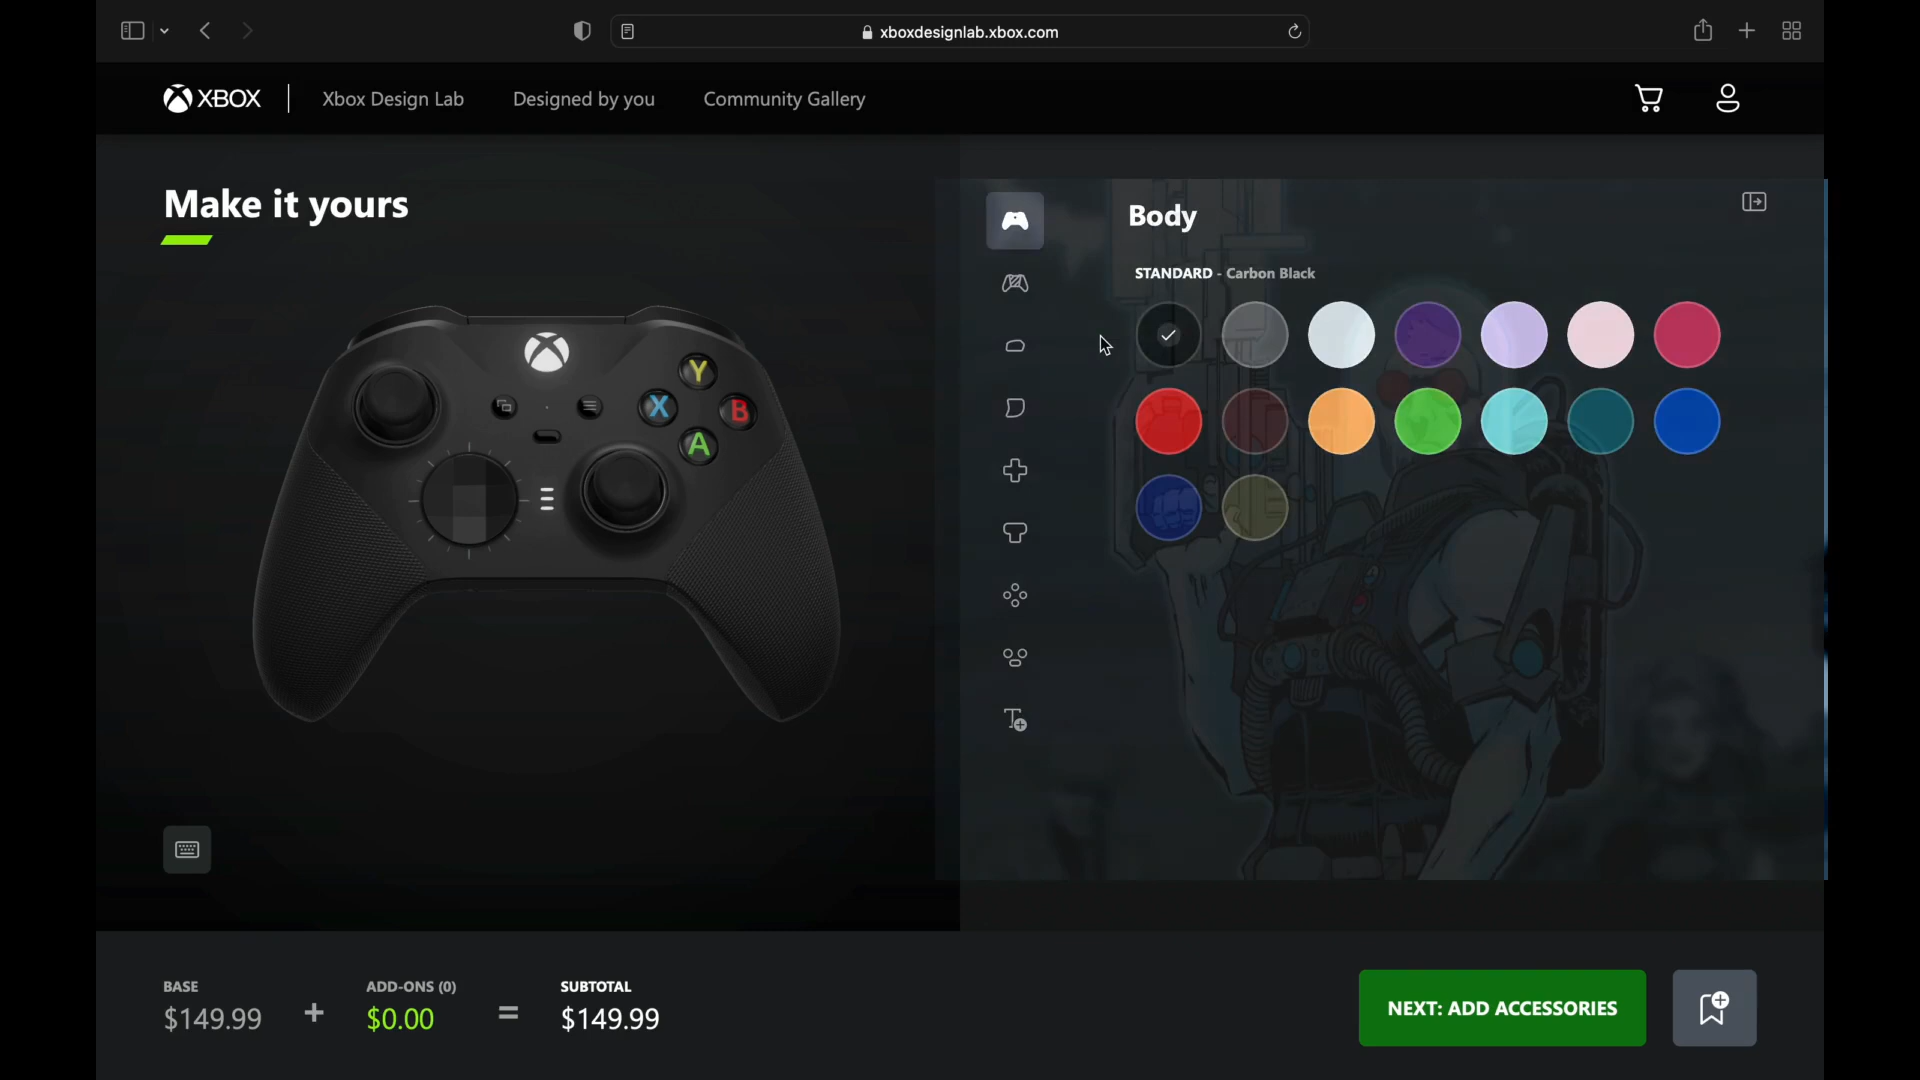 xboxdesignlab.xbox.com
XBOX
Xbox Design Lab
Designed by you
Community Gallery
Make it yours
Body
STANDARD - Carbon Black
Y
X
B
A
BASE
$149.99
+
ADD-ONS (0)
$0.00
=
SUBTOTAL
$149.99
NEXT: ADD ACCESSORIES